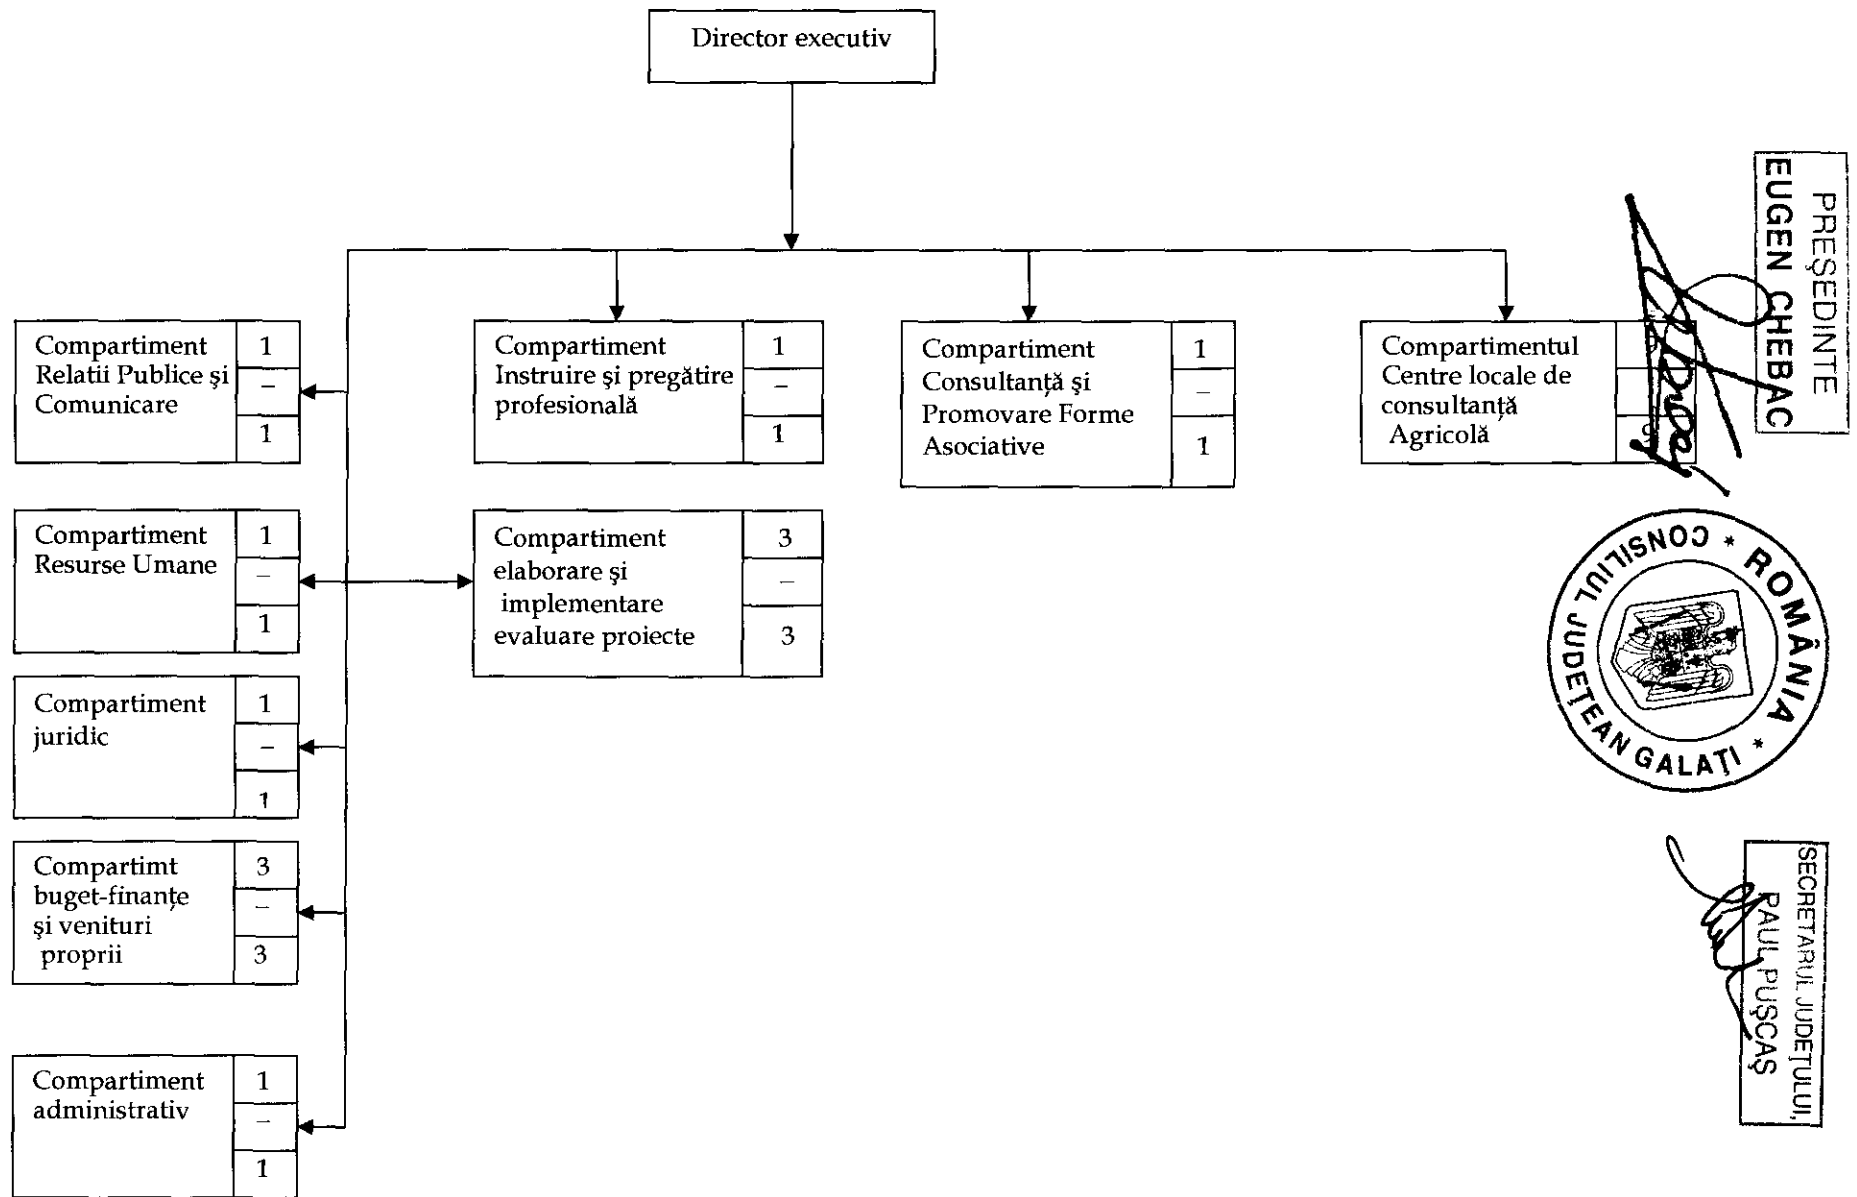 Director executiv
Compartiment
Relatii Publice şi
Comunicare
1
–
1
Compartiment
Instruire şi pregătire
profesională
1
–
1
Compartiment
Consultanţă şi
Promovare Forme
Asociative
1
–
1
Compartimentul
Centre locale de
consultanţă
Agricolă
Compartiment
Resurse Umane
1
–
1
Compartiment
elaborare şi
implementare
evaluare proiecte
3
–
3
Compartiment
juridic
1
–
1
Compartimt
buget-finanţe
şi venituri
proprii
3
–
3
Compartiment
administrativ
1
–
1
PREŞEDINTE
EUGEN CHEBAC
* ROMÂNIA *
CONSILIUL JUDEŢEAN GALAŢI
SECRETARUL JUDEŢULUI,
PAUL PUŞCAŞ